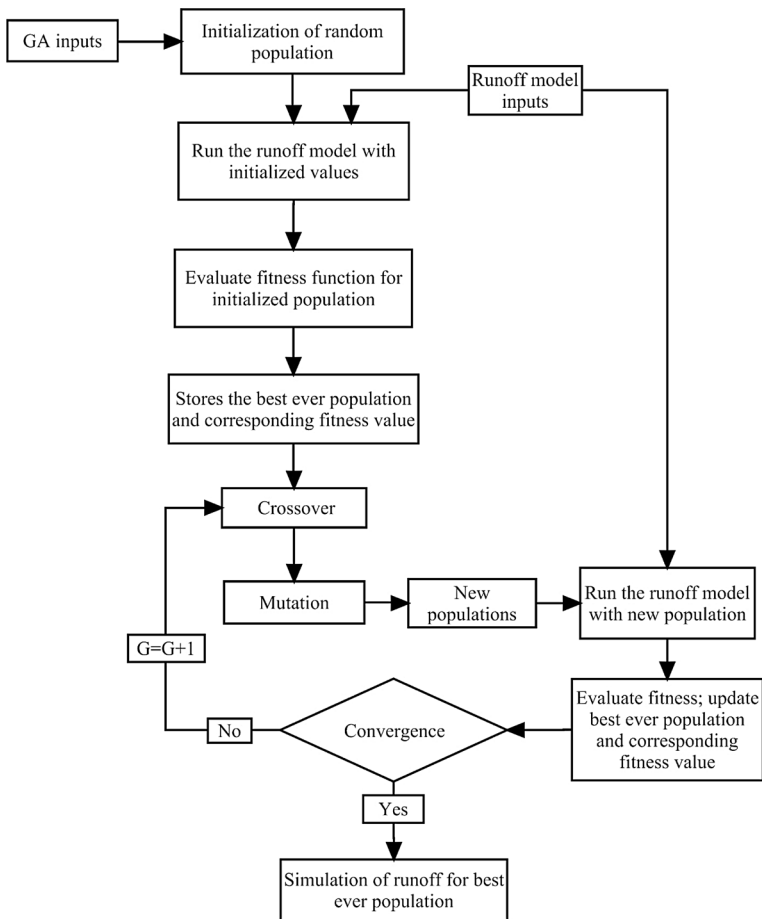 GA inputs
Initialization of random
population
Runoff model
inputs
Run the runoff model with
initialized values
Evaluate fitness function for
initialized population
Stores the best ever population
and corresponding fitness value
Crossover
Mutation
New
populations
Run the runoff model
with new population
G=G+1
Evaluate fitness; update
best ever population
and corresponding
fitness value
Convergence
No
Yes
Simulation of runoff for best
ever population